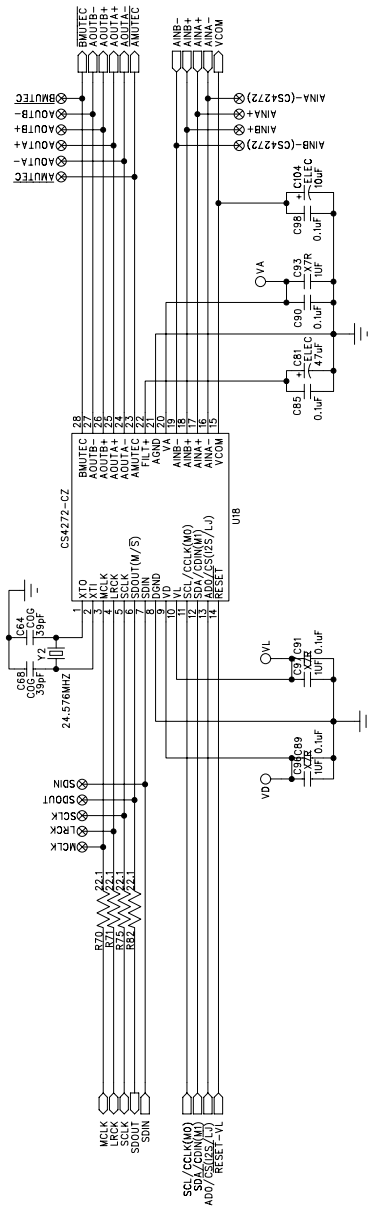 BMUTEC
AOUTB-
AOUTB+
AOUTA+
AOUTA-
AMUTEC
AINB-
AINB+
AINA+
AINA-
VCOM
BMUTEC
AOUTB-
AOUTB+
AOUTA+
AOUTA-
AMUTEC
AINA-(CS4272)
AINA+
AINB+
AINB-(CS4272)
C104
+ ELEC
10uF
C98
0.1uF
VA
C93
X7R
1UF
C90
0.1uF
C81
+ ELEC
47uF
C85
0.1uF
28
27
26
25
24
23
22
21
20
19
18
17
16
15
BMUTEC
AOUTB-
AOUTB+
AOUTA+
AOUTA-
AMUTEC
FILT+
AGND
VA
AINB-
AINB+
AINA+
AINA-
VCOM
CS4272-CZ
U18
XTO
XTI
MCLK
LRCK
SCLK
SDOUT(M/S)
SDIN
DGND
VD
VL
SCL/CCLK(M0)
SDA/CDIN(M1)
AD0/CS(I2S/LJ)
RESET
1
2
3
4
5
6
7
8
9
10
11
12
13
14
C64
COG
39pF
Y2
C68
COG
39pF
24.576MHZ
VL
C91
0.1uF
C97
X7R
1UF
VD
C89
0.1uF
C96
X7R
1UF
SDIN
SDOUT
SCLK
LRCK
MCLK
R70
22.1
R71
22.1
R75
22.1
R82
22.1
MCLK
LRCK
SCLK
SDOUT
SDIN
SCL/CCLK(M0)
SDA/CDIN(M1)
AD0/CS(I2S/LJ)
RESET-VL